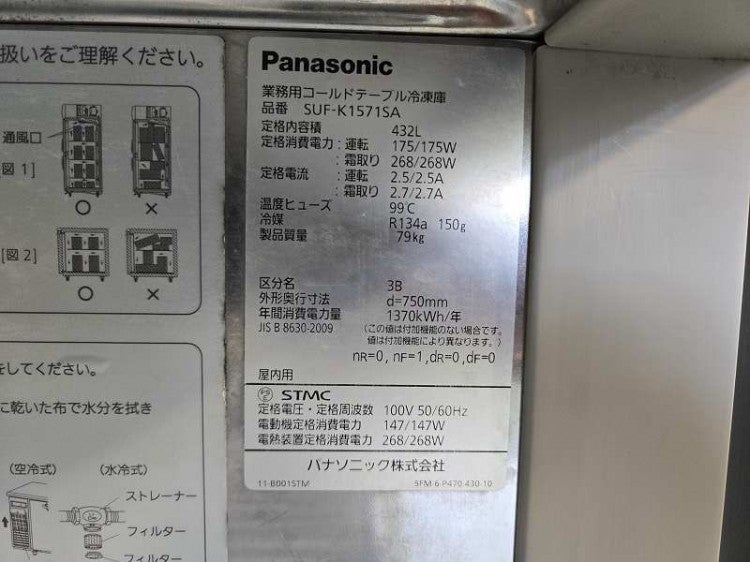 扱いをご理解ください。
通風口
図1]
○ ×
[図2]
○ ×
をしてください。
に乾いた布で水分を拭き
(空冷式) (水冷式)
ストレーナー
フィルター
フィルター
Panasonic
業務用コールドテーブル冷凍庫
品番 SUF-K1571SA
定格内容積 432L
定格消費電力:運転 175/175W
:霜取り 268/268W
定格電流 :運転 2.5/2.5A
:霜取り 2.7/2.7A
温度ヒューズ 99℃
冷媒 R134a 150g
製品質量 79kg
区分名 3B
外形奥行寸法 d=750mm
年間消費電力量 1370kWh/年
JIS B 8630-2009 (この値は付加機能のない場合です。
値は付加機能により異なります。)
nR=0, nF=1, dR=0, dF=0
屋内用
STMC
定格電圧・定格周波数 100V 50/60Hz
電動機定格消費電力 147/147W
電熱装置定格消費電力 268/268W
パナソニック株式会社
11-B001STM 5FM 6 P470 430 10